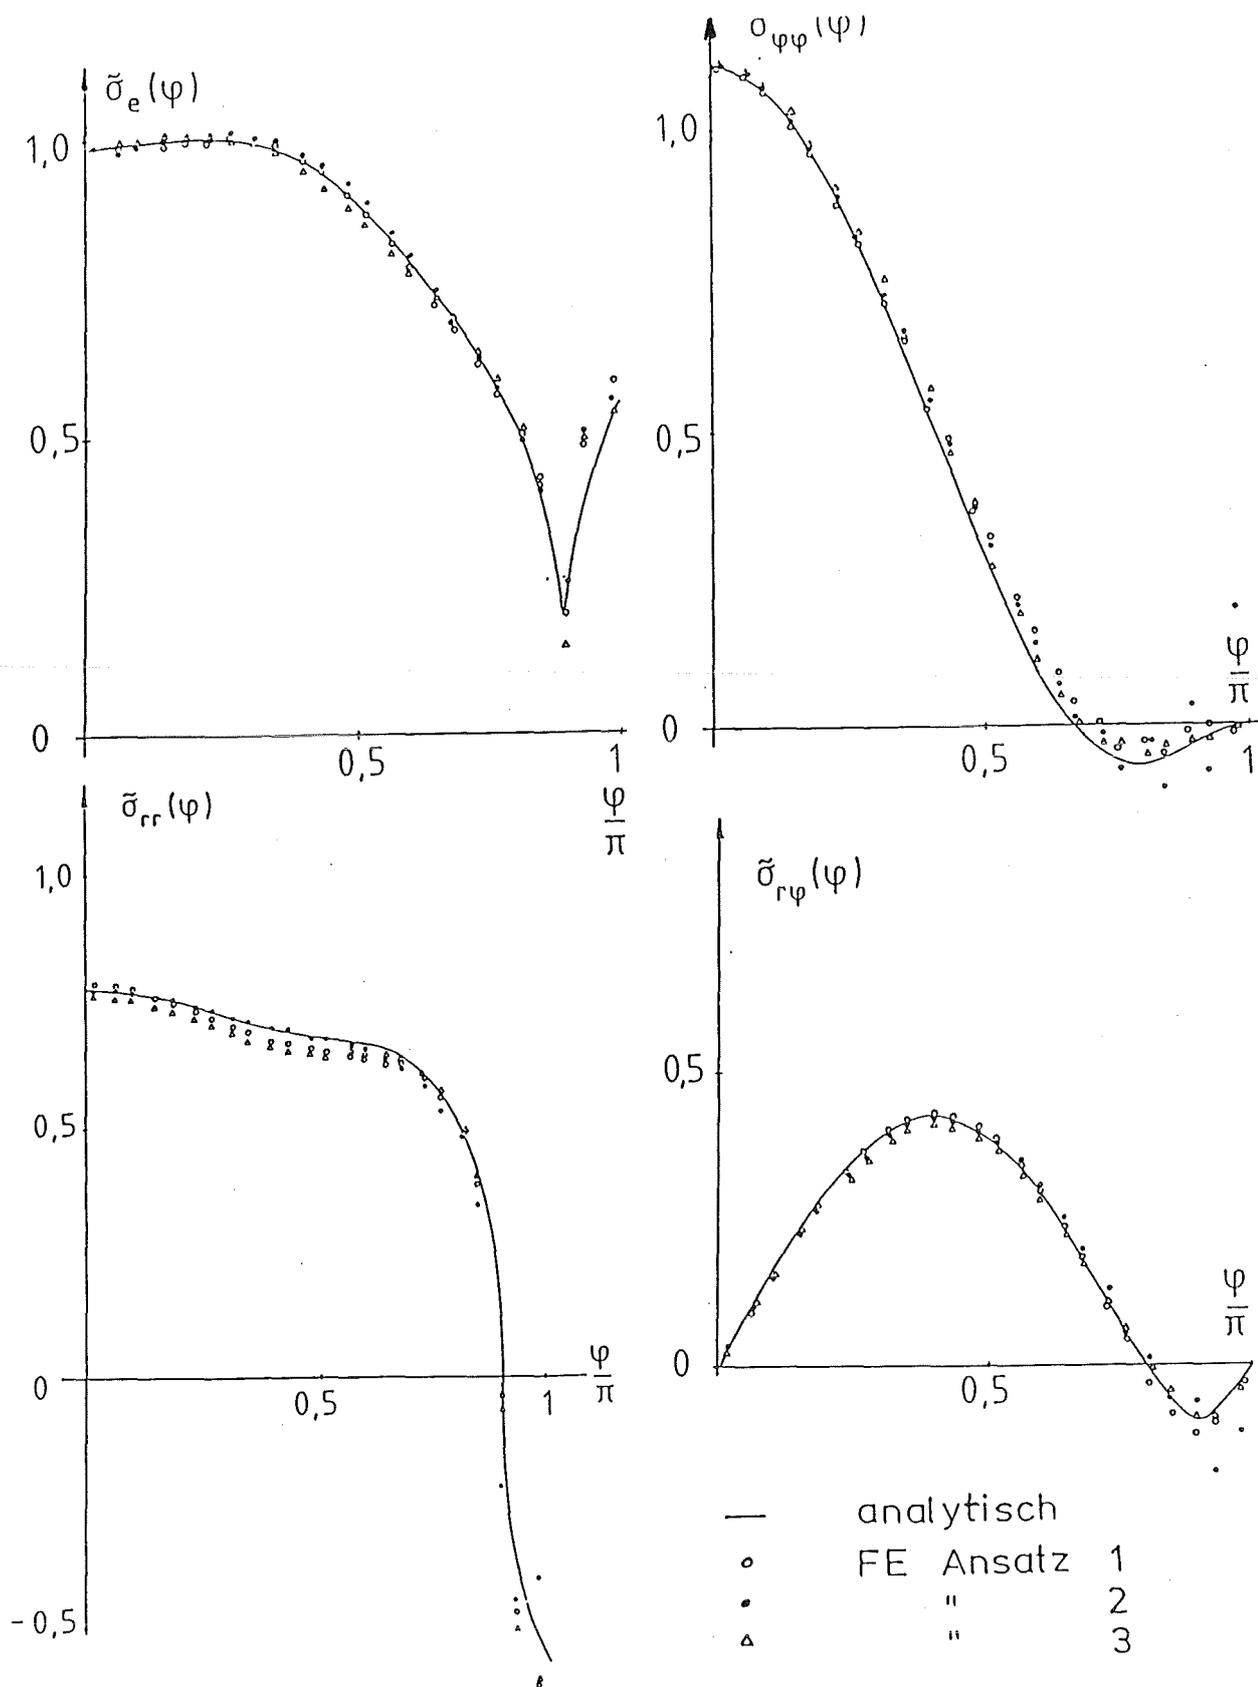 σ̃e(φ)
1,0
0,5
0
0,5
1
φ/π
σφφ(φ)
1,0
0,5
0
0,5
1
φ/π
σ̃rr(φ)
1,0
0,5
0
-0,5
0,5
1
φ/π
σ̃rφ(φ)
0,5
0
0,5
φ/π
— analytisch
o FE Ansatz 1
• " 2
△ " 3